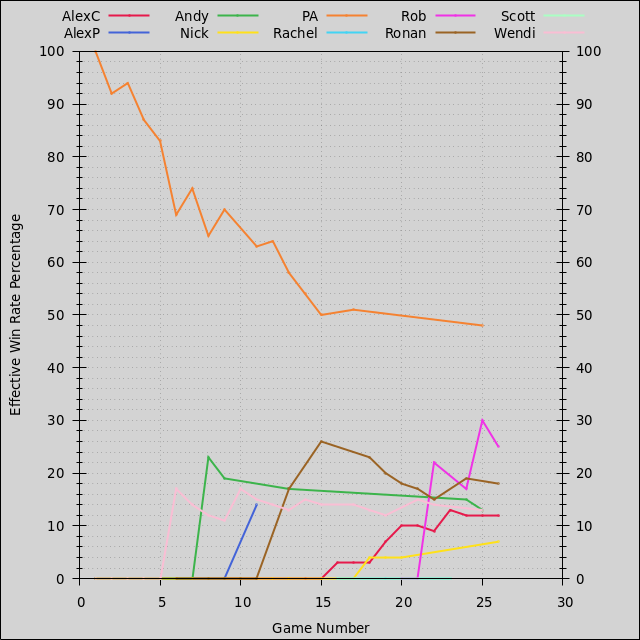 AlexC Andy PA Rob Scott
AlexP Nick Rachel Ronan Wendi
100 100
90 90
80 80
70 70
60 60
50 50
40 40
30 30
20 20
10 10
0 0
0 5 10 15 20 25 30
Effective Win Rate Percentage
Game Number